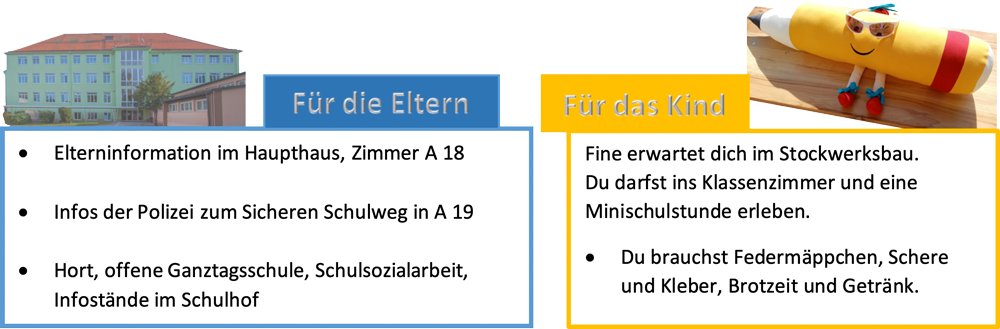 Für die Eltern
• Elterninformation im Haupthaus, Zimmer A 18
• Infos der Polizei zum Sicheren Schulweg in A 19
• Hort, offene Ganztagsschule, Schulsozialarbeit,
Infostände im Schulhof
Für das Kind
Fine erwartet dich im Stockwerksbau.
Du darfst ins Klassenzimmer und eine
Minischulstunde erleben.
• Du brauchst Federmäppchen, Schere
und Kleber, Brotzeit und Getränk.